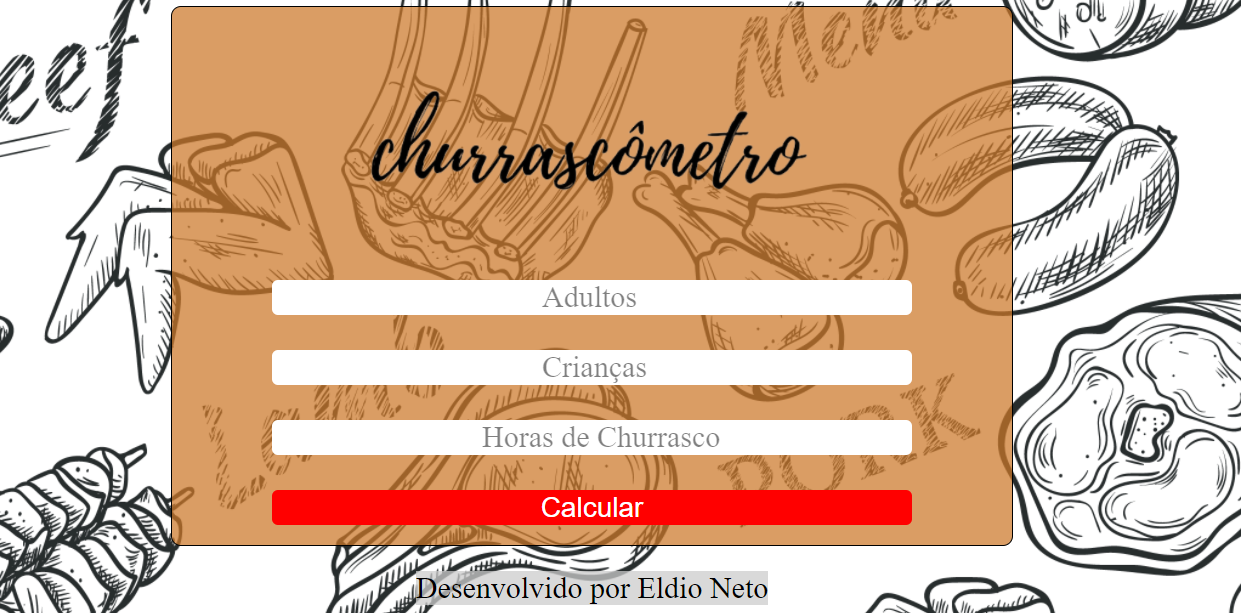 Menu
eef
churrascômetro
Adultos
Crianças
Horas de Churrasco
Lamb
PORK
Calcular
Desenvolvido por Eldio Neto